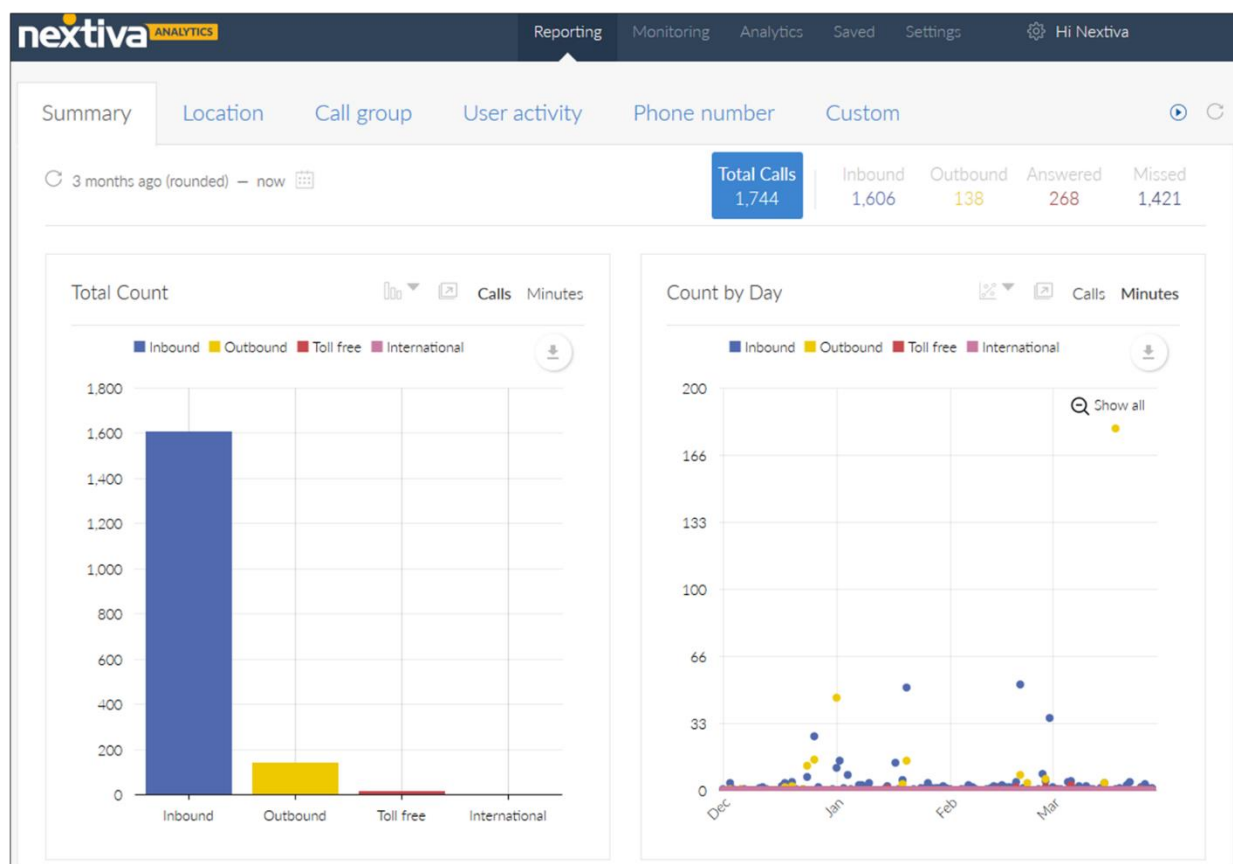 nextiva ANALYTICS
Reporting Monitoring Analytics Saved Settings Hi Nextiva
Summary Location Call group User activity Phone number Custom
3 months ago (rounded) – now
Total Calls Inbound Outbound Answered Missed
1,744 1,606 138 268 1,421
Total Count Calls Minutes
Inbound Outbound Toll free International
1,800
1,600
1,400
1,200
1,000
800
600
400
200
0
Inbound Outbound Toll free International
Count by Day Calls Minutes
Inbound Outbound Toll free International
200
Show all
166
133
100
66
33
0
Dec Jan Feb Mar